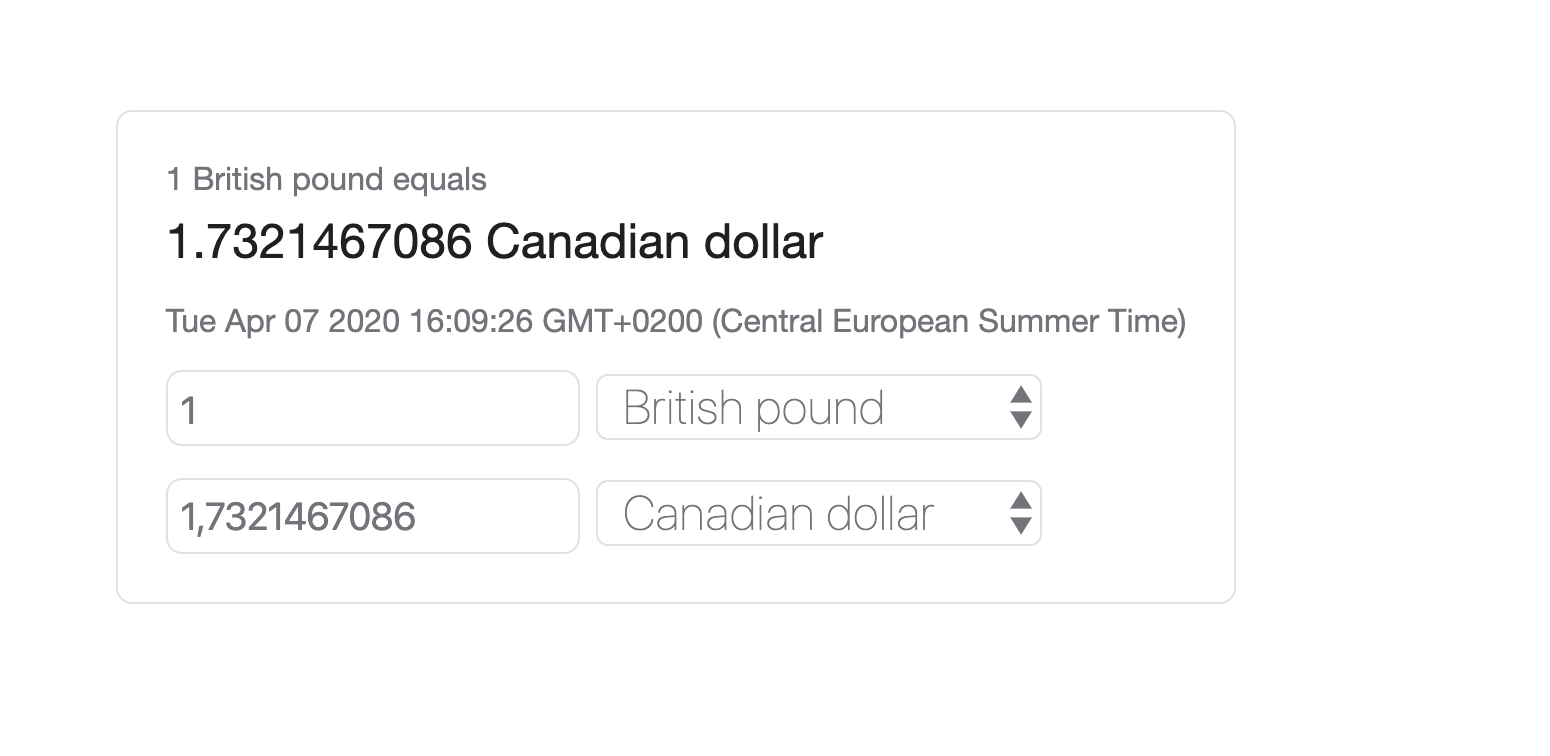 1 British pound equals
1.7321467086 Canadian dollar
Tue Apr 07 2020 16:09:26 GMT+0200 (Central European Summer Time)
1 British pound
1,7321467086 Canadian dollar